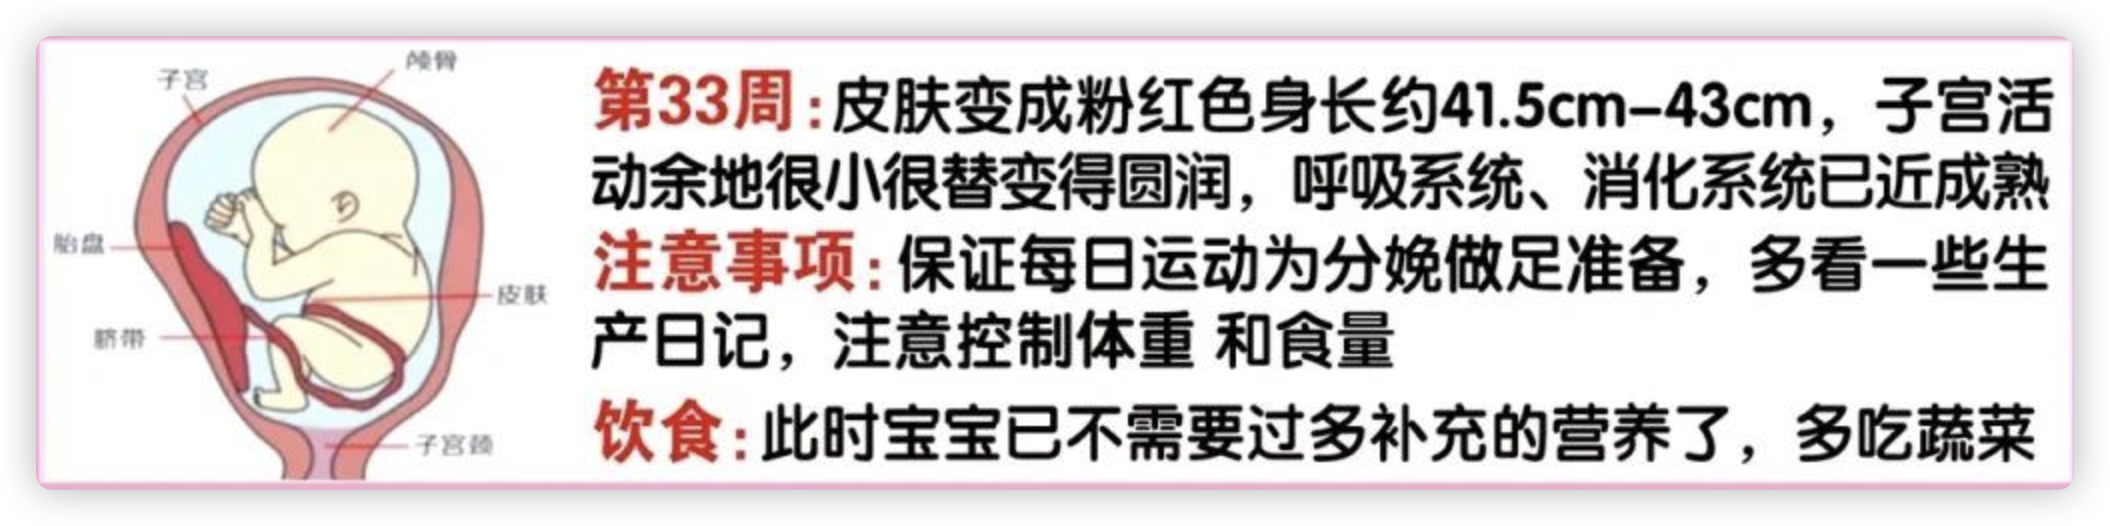 子宫
颅骨
胎盘
皮肤
脐带
子宫颈
第33周:皮肤变成粉红色身长约41.5cm-43cm，子宫活
动余地很小很替变得圆润，呼吸系统、消化系统已近成熟
注意事项:保证每日运动为分娩做足准备，多看一些生
产日记，注意控制体重 和食量
饮食:此时宝宝已不需要过多补充的营养了，多吃蔬菜